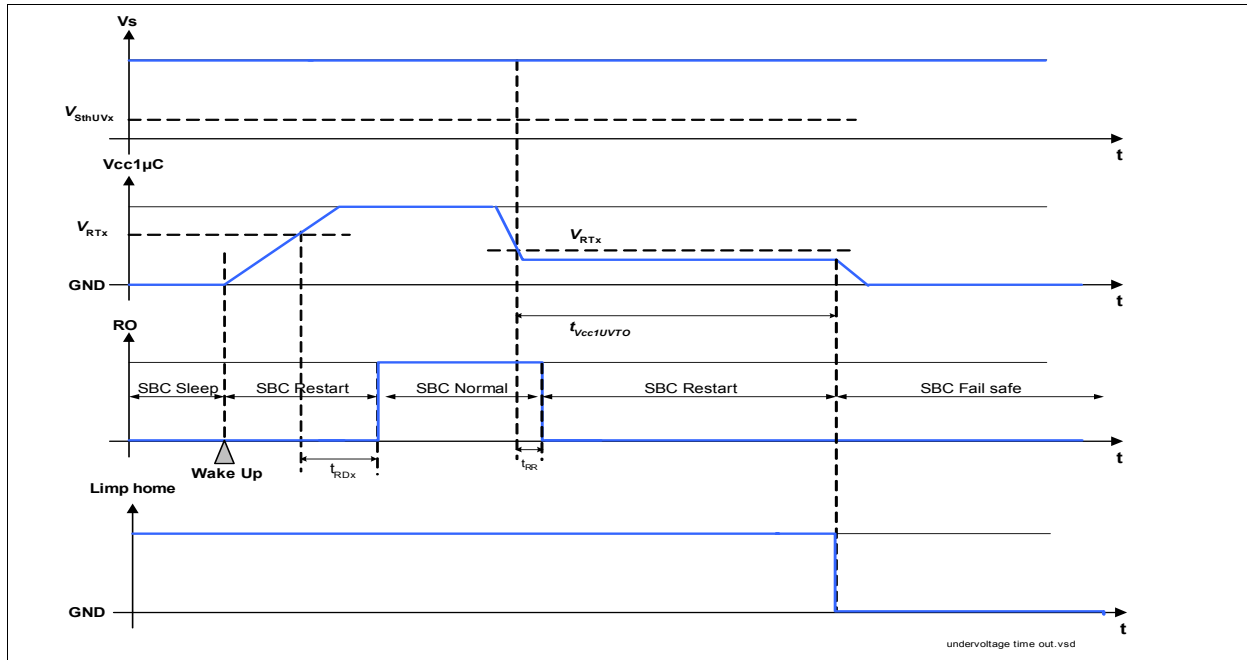 Vs
VSthUVx
t
Vcc1µC
VRTx
VRTx
GND
t
tVcc1UVTO
RO
SBC Sleep
SBC Restart
SBC Normal
SBC Restart
SBC Fail safe
t
Wake Up
tRDx
tRR
Limp home
GND
t
undervoltage time out.vsd